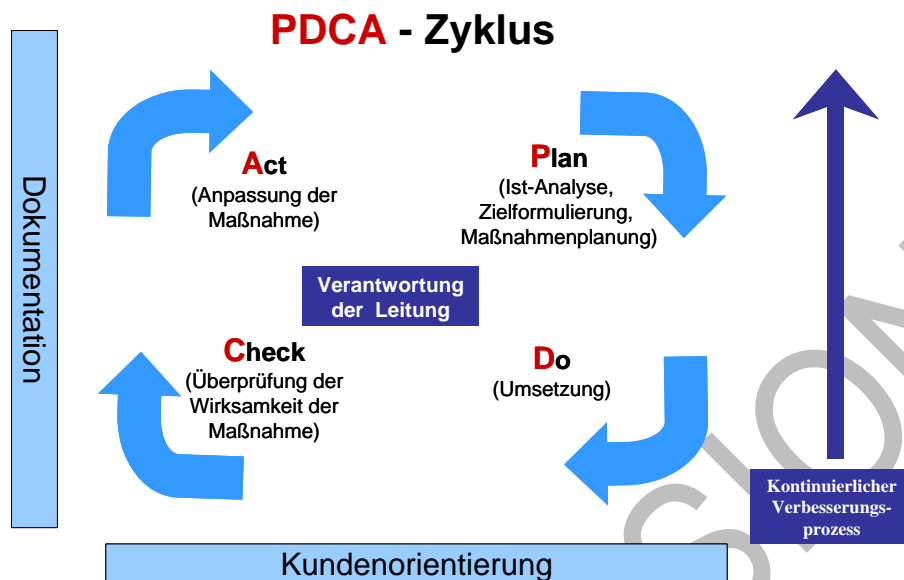 PDCA - Zyklus
Dokumentation
Act
(Anpassung der
Maßnahme)
Plan
(Ist-Analyse,
Zielformulierung,
Maßnahmenplanung)
Verantwortung
der Leitung
Check
(Überprüfung der
Wirksamkeit der
Maßnahme)
Do
(Umsetzung)
Kontinuierlicher
Verbesserungs-
prozess
Kundenorientierung